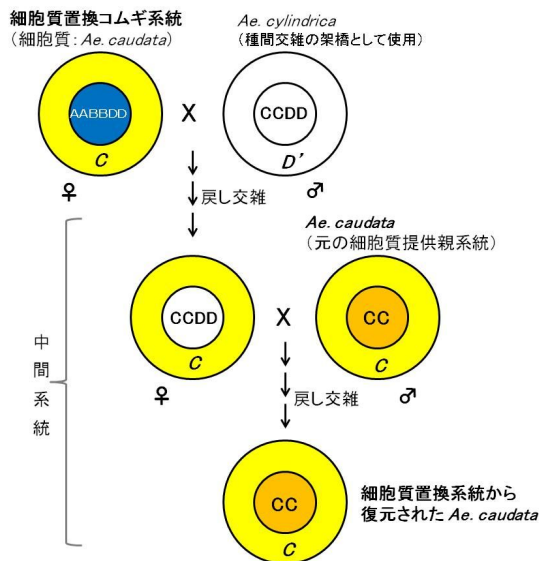 細胞質置換コムギ系統
（細胞質：Ae. caudata）
Ae. cylindrica
（種間交雑の架橋として使用）
AABBDD
C
X
CCDD
D’
♀
♂
戻し交雑
Ae. caudata
（元の細胞質提供親系統）
中間系統
CCDD
C
X
CC
C
♀
♂
戻し交雑
CC
C
細胞質置換系統から
復元された Ae. caudata